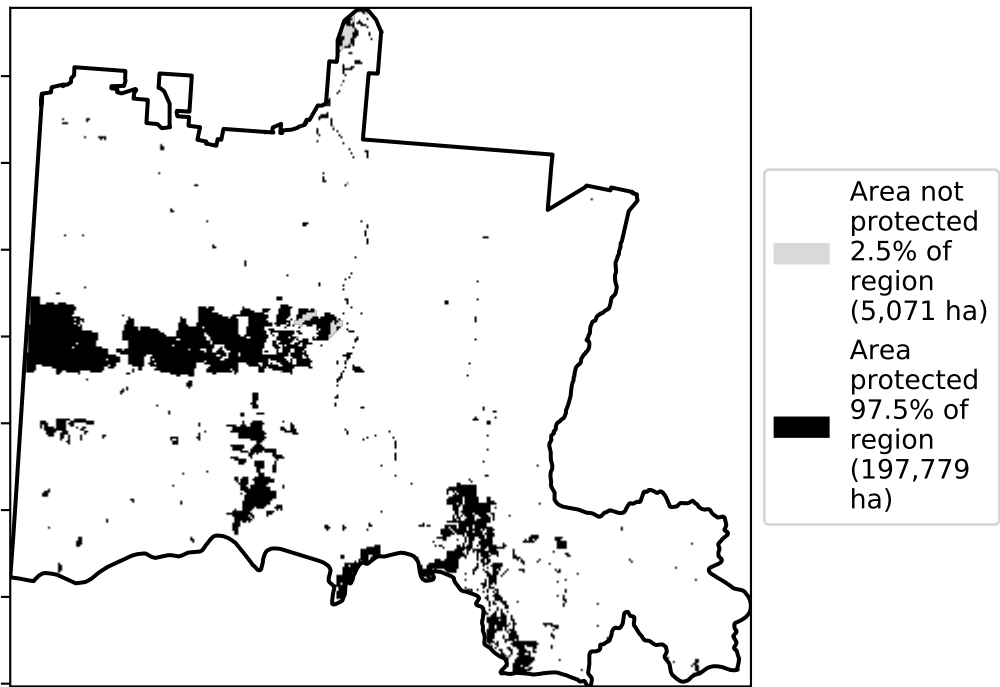 Area not
protected
2.5% of
region
(5,071 ha)
Area
protected
97.5% of
region
(197,779
ha)